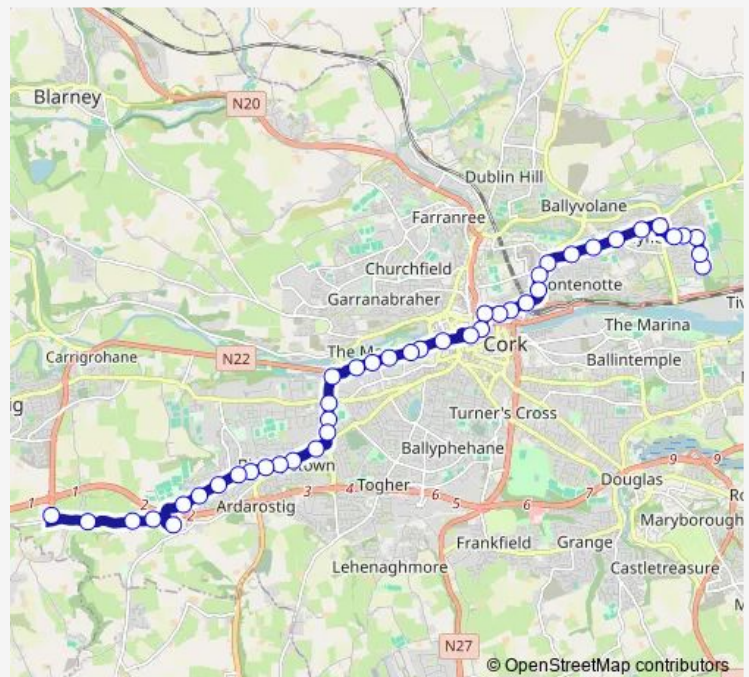 Blarney
N20
Dublin Hill
Ballyvolane
Farranree
Churchfield
Garranabraher
The Marina
Cork
Ballintemple
Carrigrohane
N22
Turner's Cross
Ballyphehane
Douglas
9 9
1 1 2 2 3 4 6 5 6 7
Togher
Ardarostig
Maryborough
Frankfield
Grange
Lehenaghmore
Castletreasure
N27
© OpenStreetMap contributors